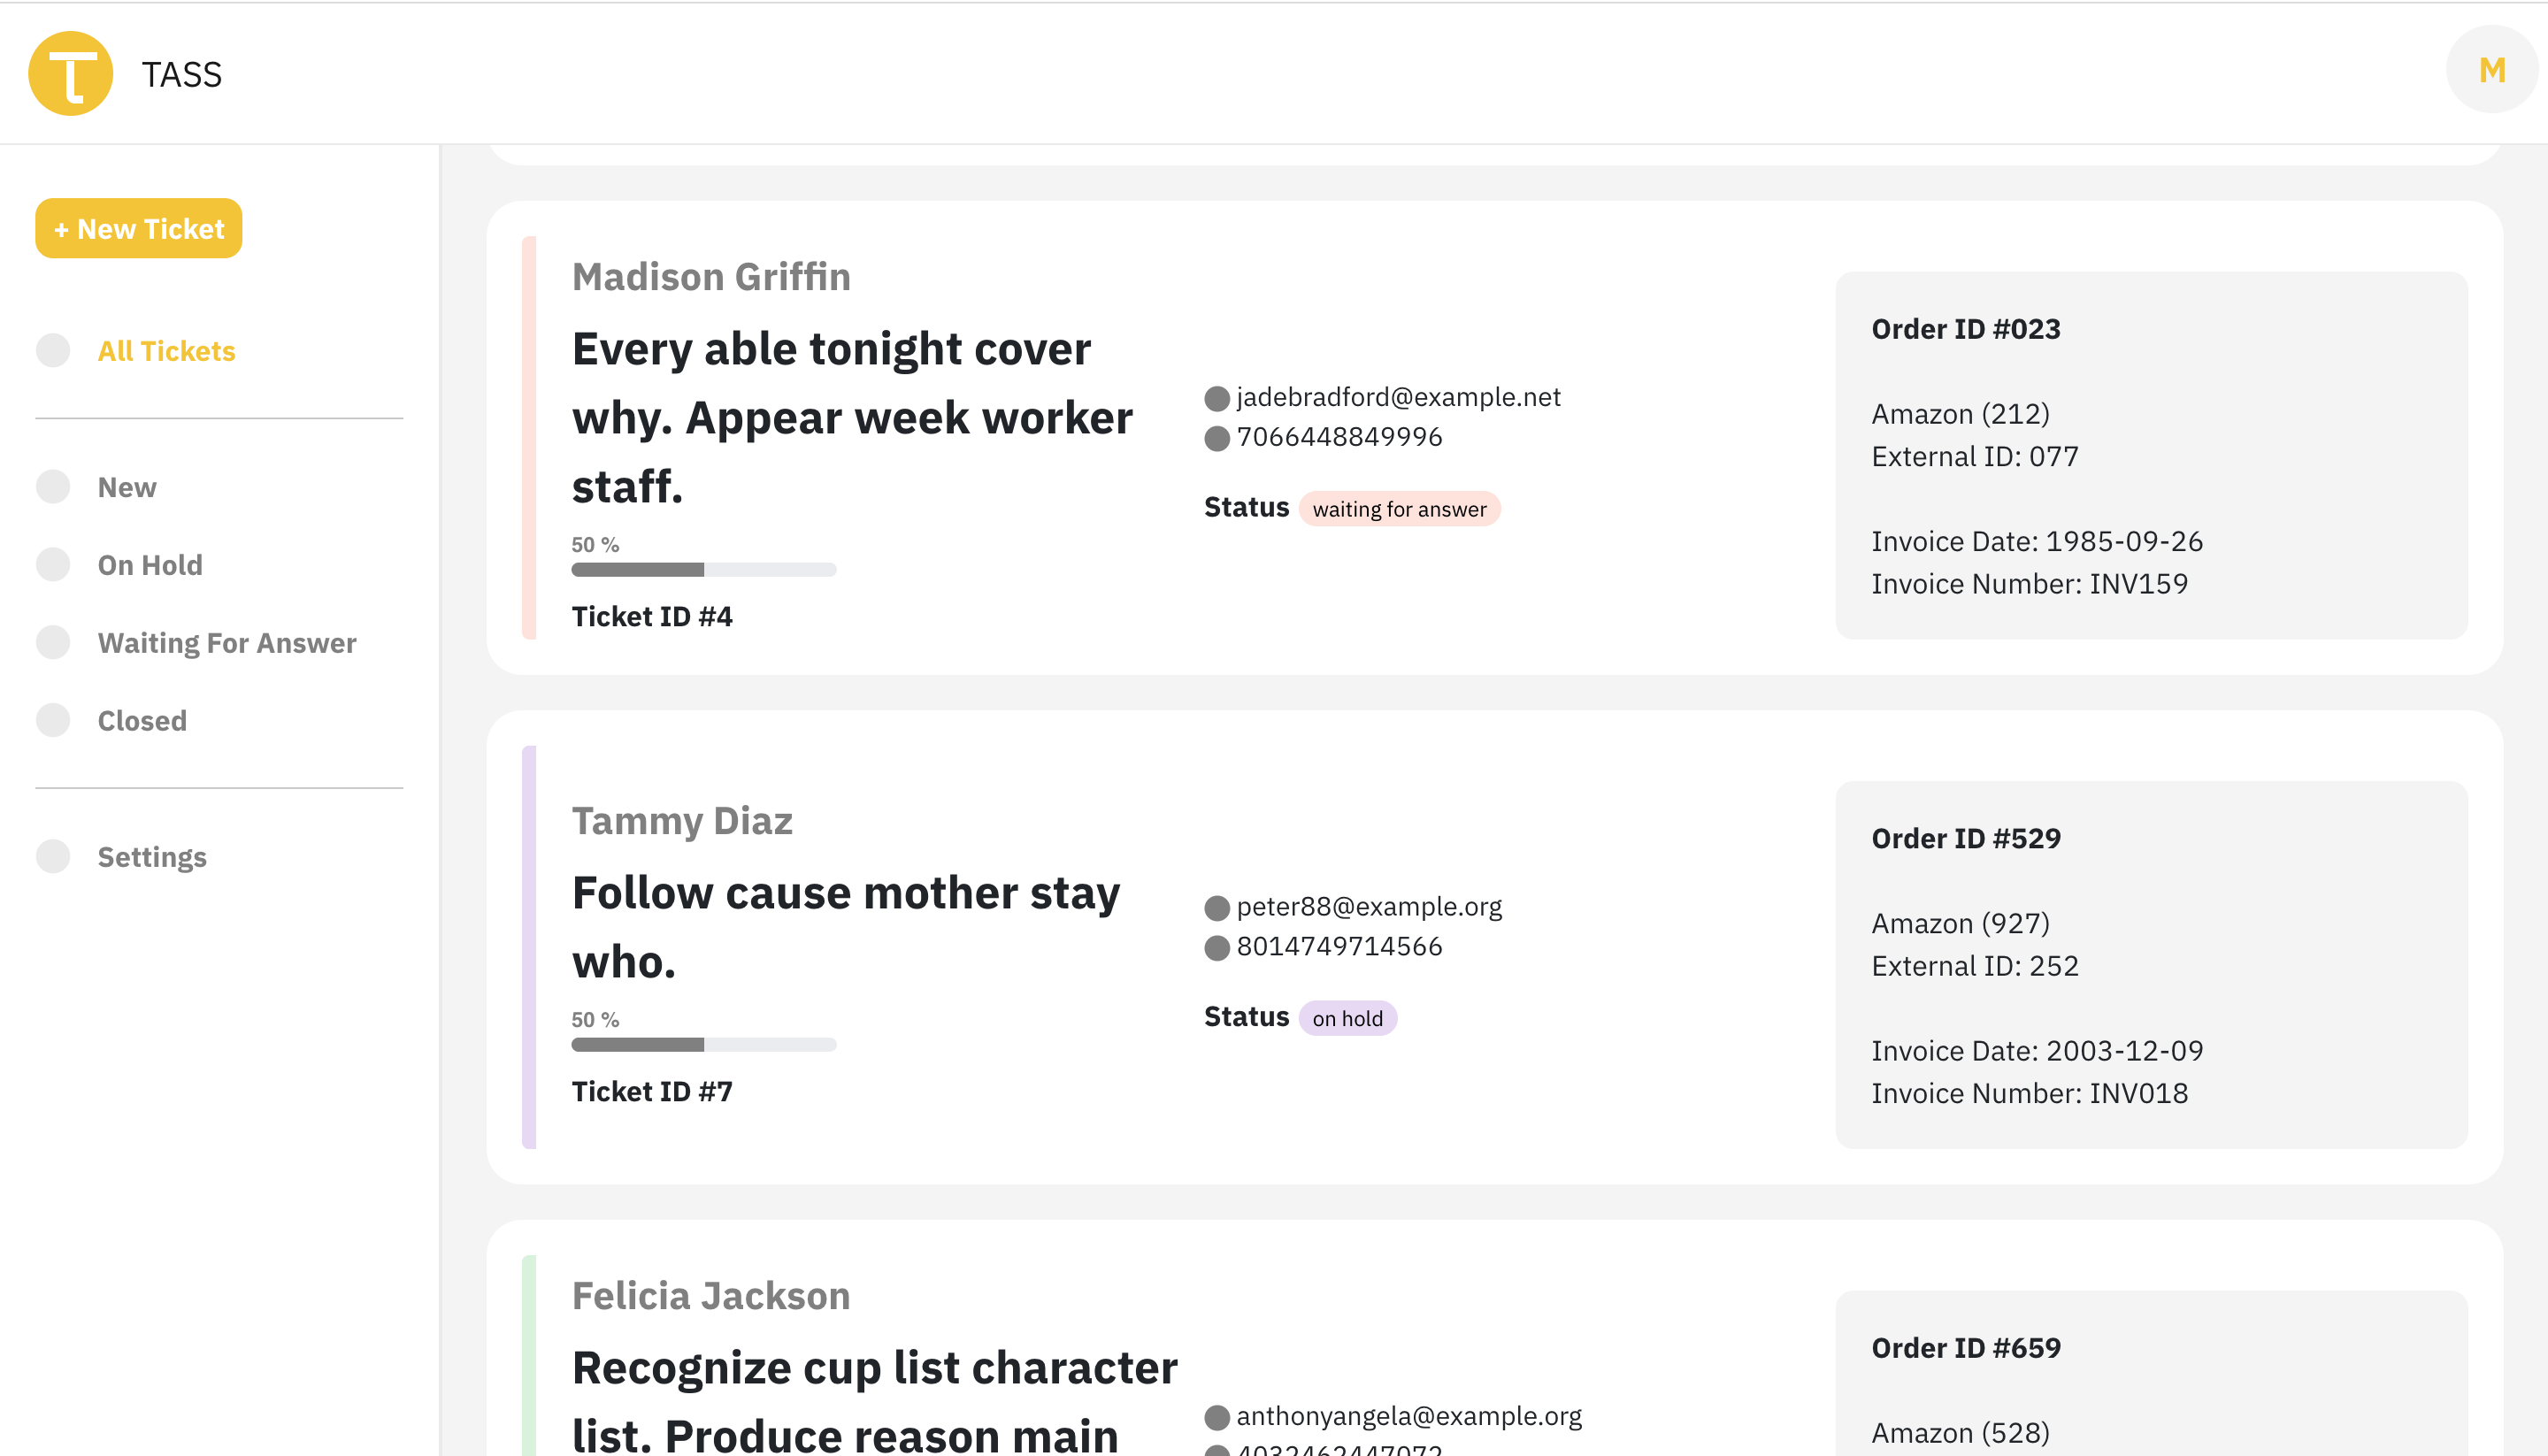 TASS
M
+ New Ticket
All Tickets
New
On Hold
Waiting For Answer
Closed
Settings
Madison Griffin
Every able tonight cover
why. Appear week worker
staff.
50 %
Ticket ID #4
jadebradford@example.net
7066448849996
Status waiting for answer
Order ID #023
Amazon (212)
External ID: 077
Invoice Date: 1985-09-26
Invoice Number: INV159
Tammy Diaz
Follow cause mother stay
who.
50 %
Ticket ID #7
peter88@example.org
8014749714566
Status on hold
Order ID #529
Amazon (927)
External ID: 252
Invoice Date: 2003-12-09
Invoice Number: INV018
Felicia Jackson
Recognize cup list character
list. Produce reason main
anthonyangela@example.org
Order ID #659
Amazon (528)